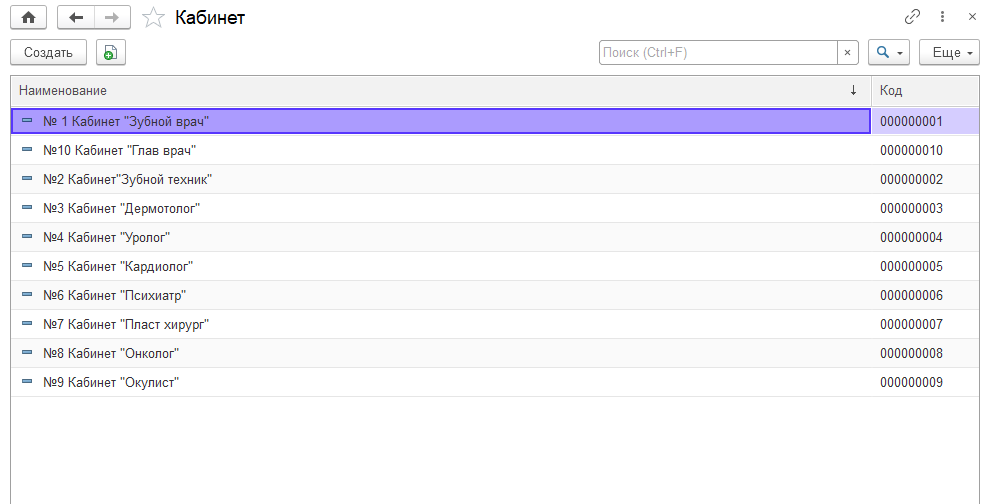 Кабинет
Создать
Поиск (Ctrl+F)
×
Еще
Наименование ↓ Код
№ 1 Кабинет "Зубной врач" 000000001
№10 Кабинет "Глав врач" 000000010
№2 Кабинет"Зубной техник" 000000002
№3 Кабинет "Дермотолог" 000000003
№4 Кабинет "Уролог" 000000004
№5 Кабинет "Кардиолог" 000000005
№6 Кабинет "Психиатр" 000000006
№7 Кабинет "Пласт хирург" 000000007
№8 Кабинет "Онколог" 000000008
№9 Кабинет "Окулист" 000000009